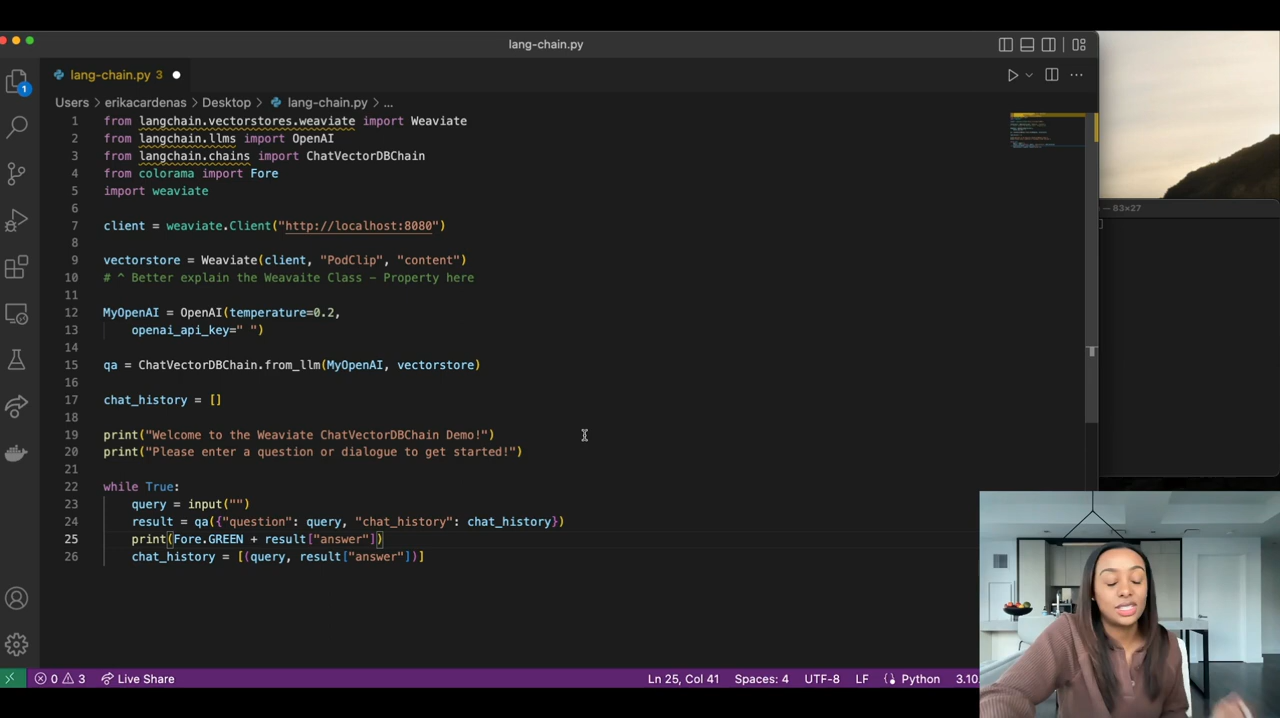 lang-chain.py
lang-chain.py 3
1
Users > erikacardenas > Desktop > lang-chain.py > ...
1 from langchain.vectorstores.weaviate import Weaviate
2 from langchain.llms import OpenAI
3 from langchain.chains import ChatVectorDBChain
4 from colorama import Fore
5 import weaviate
6
7 client = weaviate.Client("http://localhost:8080")
8
9 vectorstore = Weaviate(client, "PodClip", "content")
10 # ^ Better explain the Weavaite Class - Property here
11
12 MyOpenAI = OpenAI(temperature=0.2,
13 openai_api_key=" ")
14
15 qa = ChatVectorDBChain.from_llm(MyOpenAI, vectorstore)
16
17 chat_history = []
18
19 print("Welcome to the Weaviate ChatVectorDBChain Demo!")
20 print("Please enter a question or dialogue to get started!")
21
22 while True:
23 query = input("")
24 result = qa({"question": query, "chat_history": chat_history})
25 print(Fore.GREEN + result["answer"])
26 chat_history = [(query, result["answer"])]
— 83×27
0 3 Live Share Ln 25, Col 41 Spaces: 4 UTF-8 LF Python 3.10.